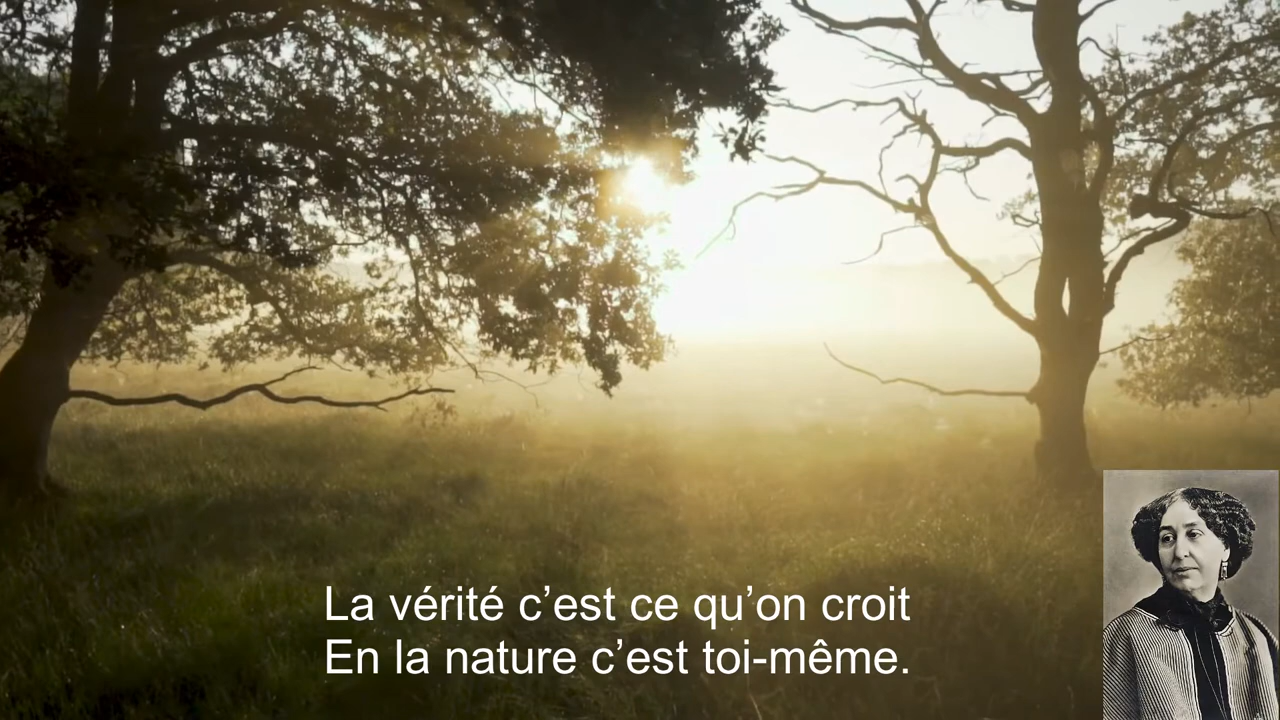 La vérité c’est ce qu’on croit
En la nature c’est toi-même.